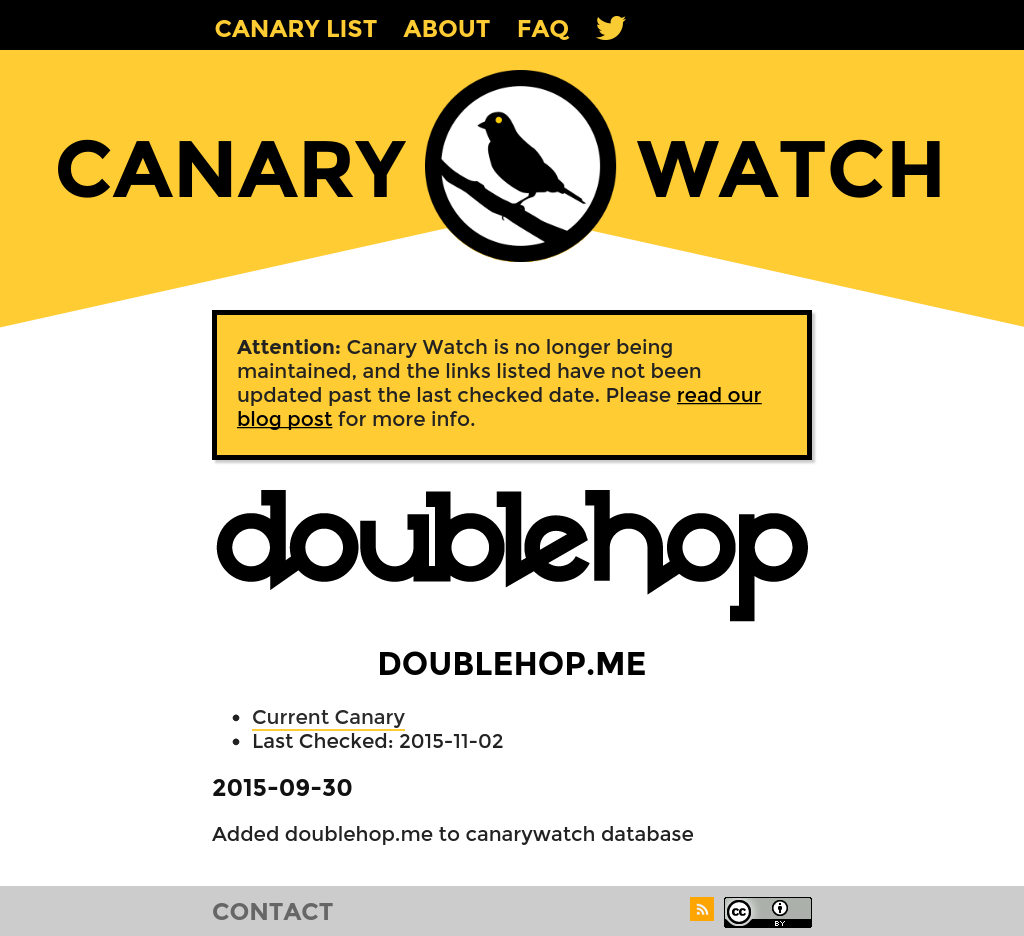 CANARY LIST ABOUT FAQ
CANARY WATCH
Attention: Canary Watch is no longer being
maintained, and the links listed have not been
updated past the last checked date. Please read our
blog post for more info.
doublehop
DOUBLEHOP.ME
• Current Canary
• Last Checked: 2015-11-02
2015-09-30
Added doublehop.me to canarywatch database
CONTACT
cc BY